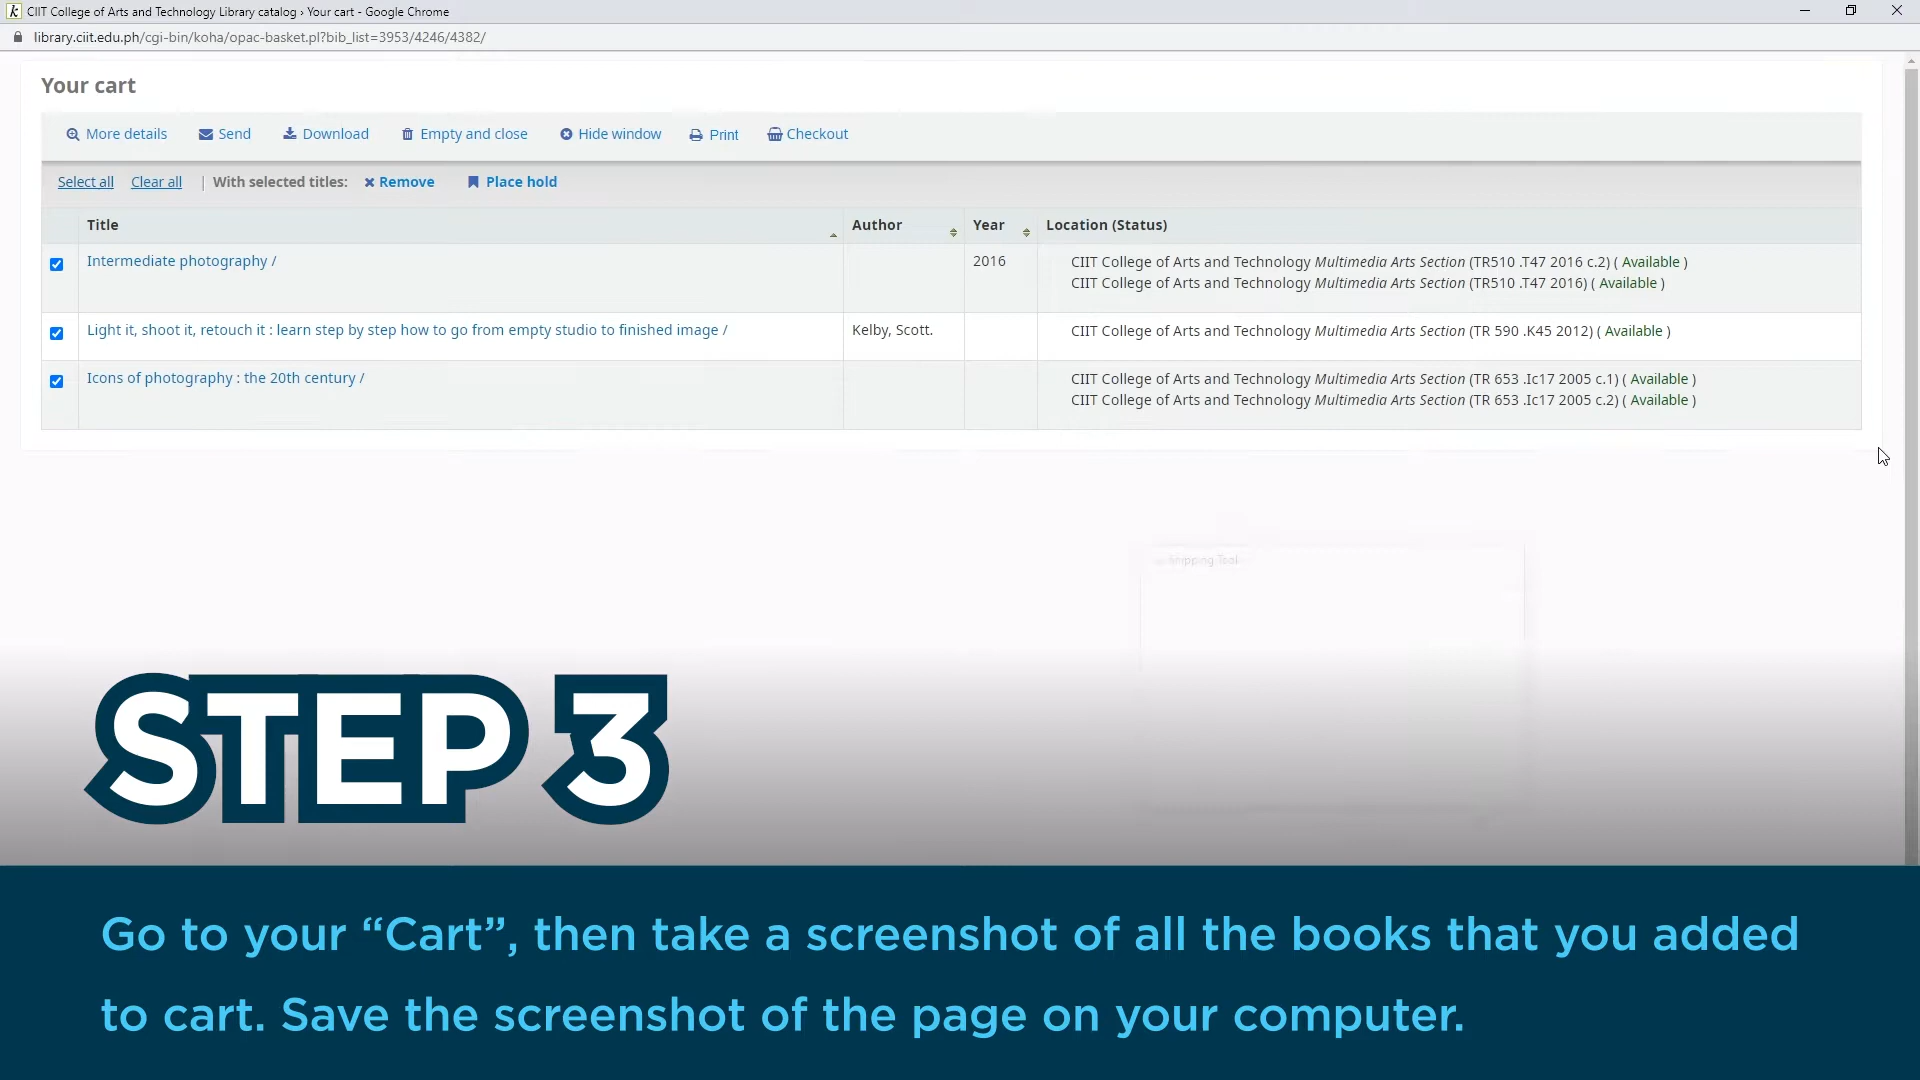 CIIT College of Arts and Technology Library catalog › Your cart - Google Chrome
library.ciit.edu.ph/cgi-bin/koha/opac-basket.pl?bib_list=3953/4246/4382/
Your cart
More details Send Download Empty and close Hide window Print Checkout
Select all Clear all | With selected titles: Remove Place hold
Title Author Year Location (Status)
Intermediate photography / 2016 CIIT College of Arts and Technology Multimedia Arts Section (TR510 .T47 2016 c.2) ( Available )
CIIT College of Arts and Technology Multimedia Arts Section (TR510 .T47 2016) ( Available )
Light it, shoot it, retouch it : learn step by step how to go from empty studio to finished image / Kelby, Scott. CIIT College of Arts and Technology Multimedia Arts Section (TR 590 .K45 2012) ( Available )
Icons of photography : the 20th century / CIIT College of Arts and Technology Multimedia Arts Section (TR 653 .Ic17 2005 c.1) ( Available )
CIIT College of Arts and Technology Multimedia Arts Section (TR 653 .Ic17 2005 c.2) ( Available )
Snipping Tool
STEP 3
Go to your “Cart”, then take a screenshot of all the books that you added
to cart. Save the screenshot of the page on your computer.